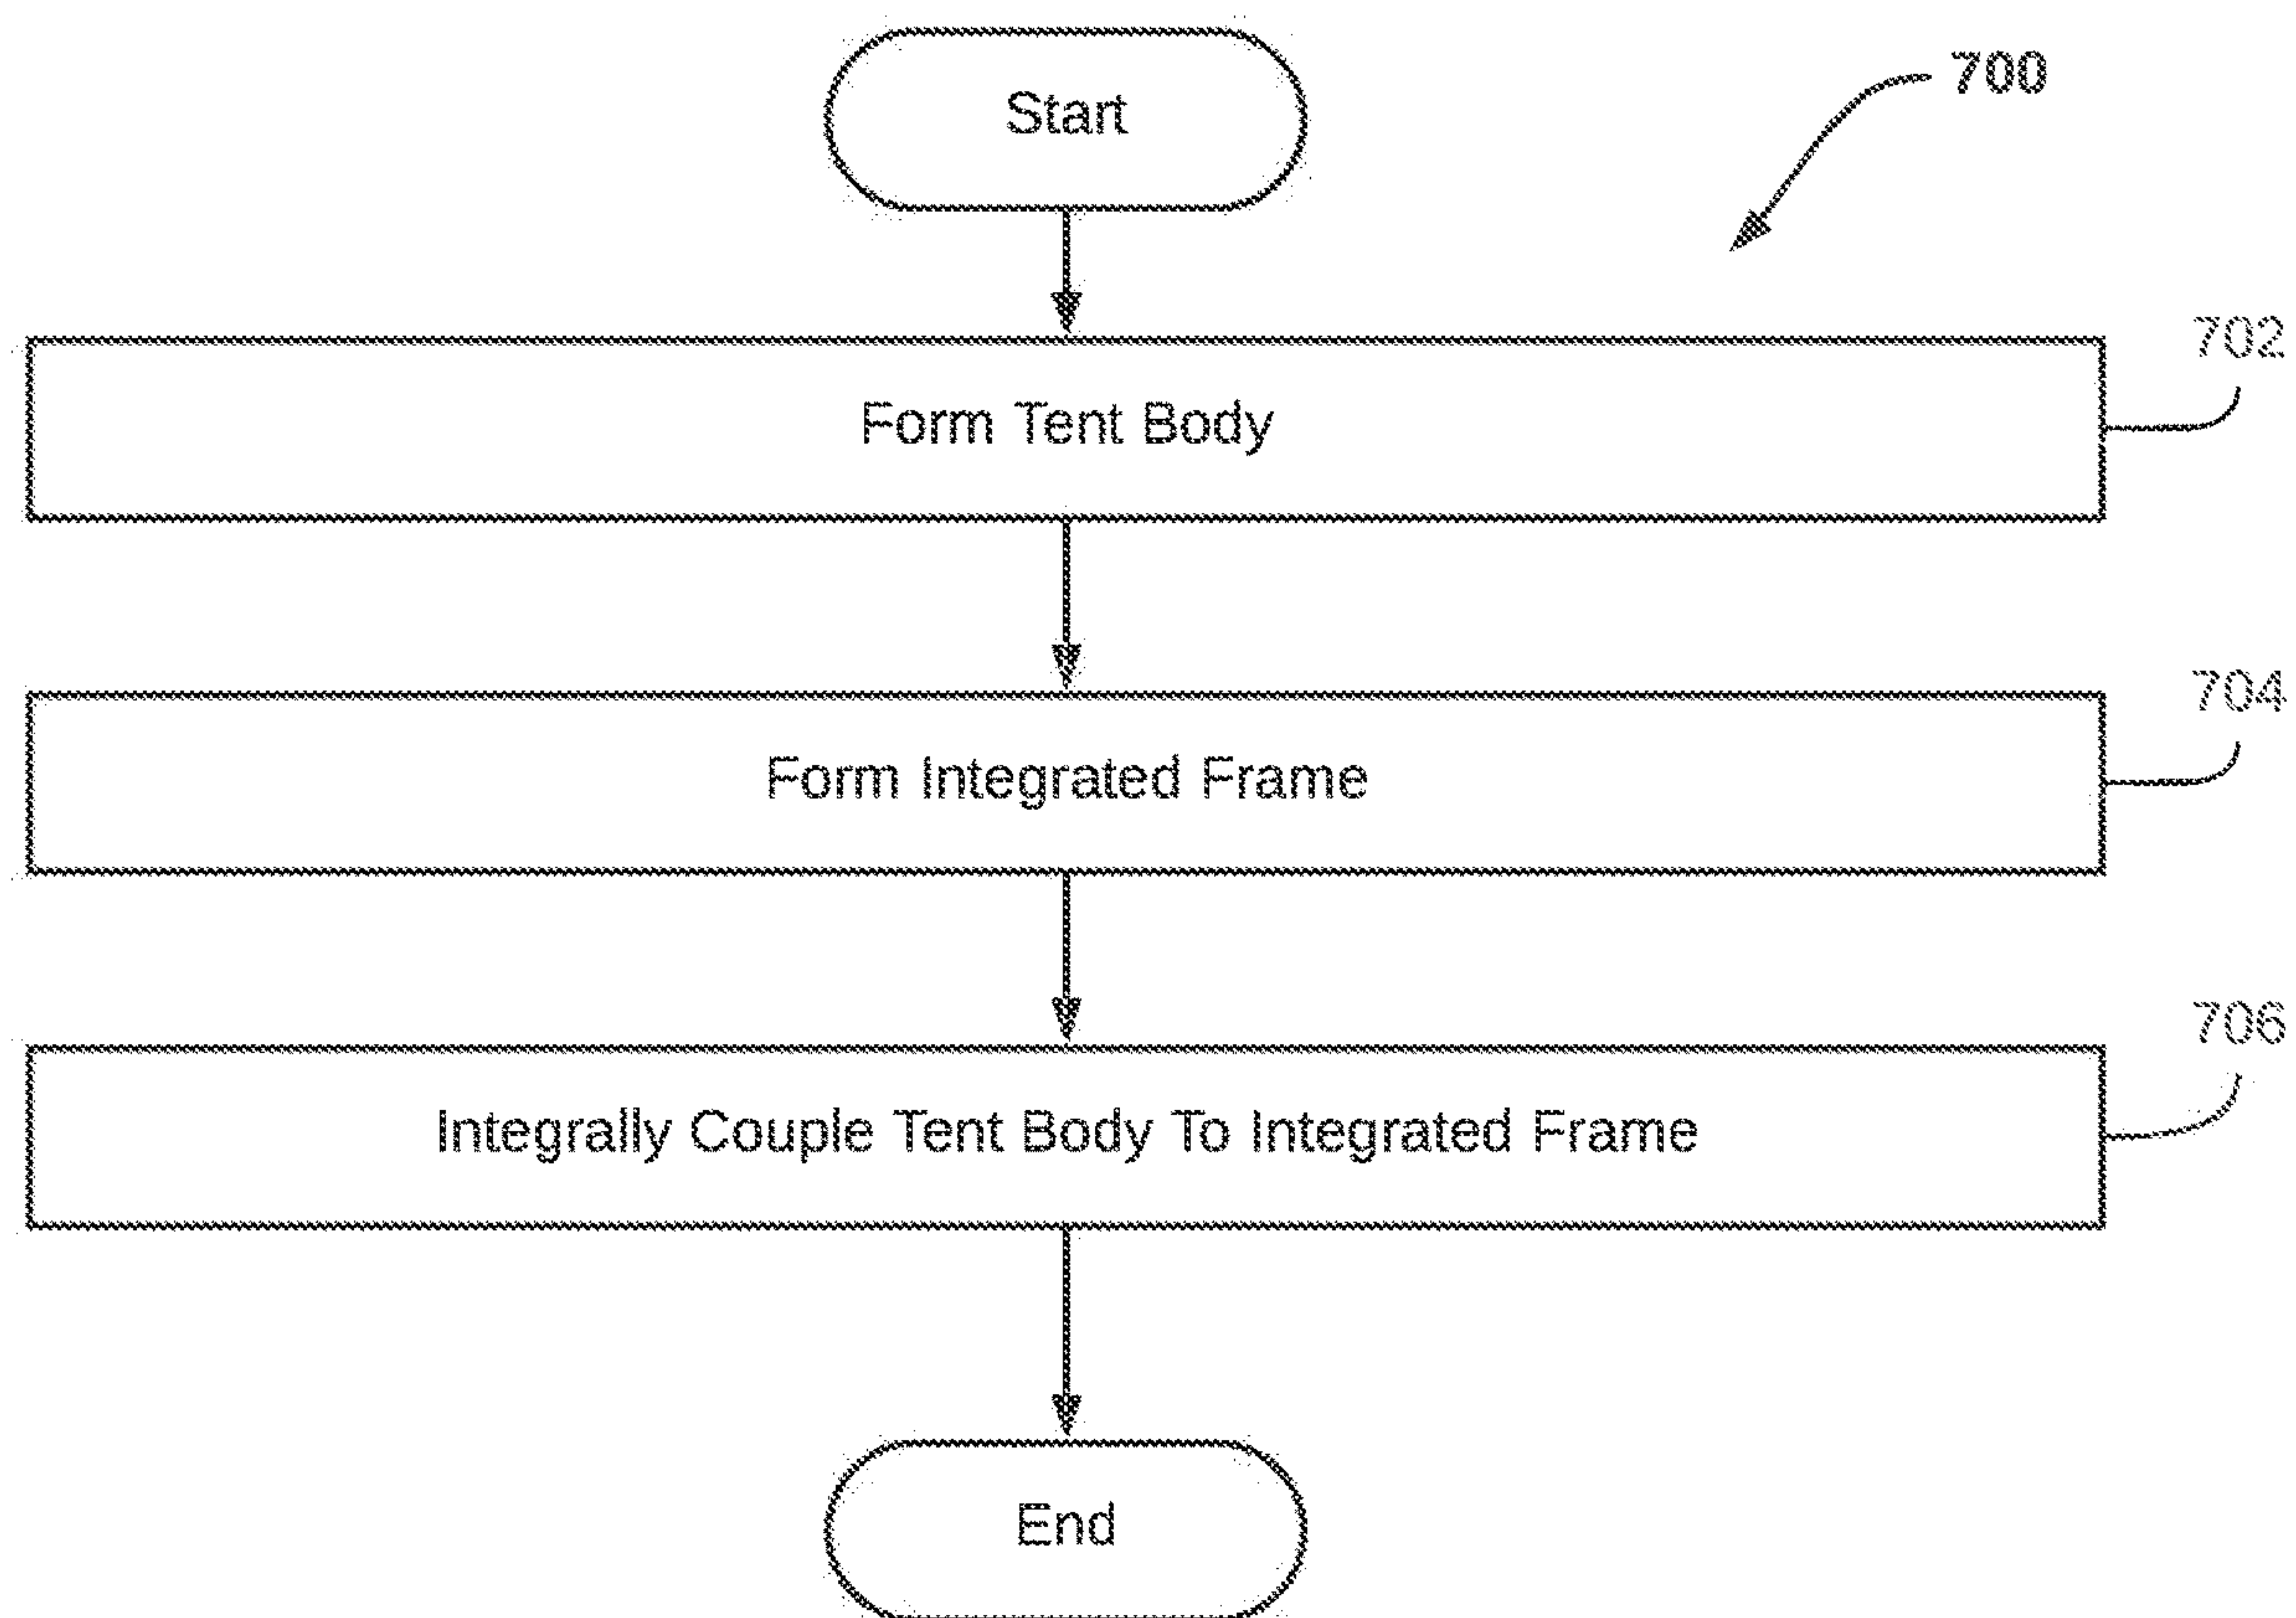 Start
700
702
Form Tent Body
704
Form Integrated Frame
706
Integrally Couple Tent Body To Integrated Frame
End